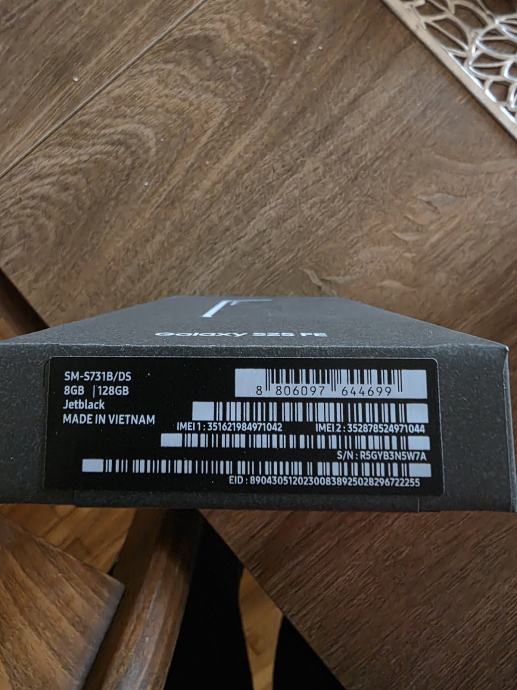 Galaxy S25 FE
SM-S731B/DS
8GB | 128GB
Jetblack
MADE IN VIETNAM
8 806097 644699
IMEI 1 : 351621984971042 IMEI 2 : 352878524971044
S/N : R5GYB3N5W7A
EID : 89043051202300838925028296722255